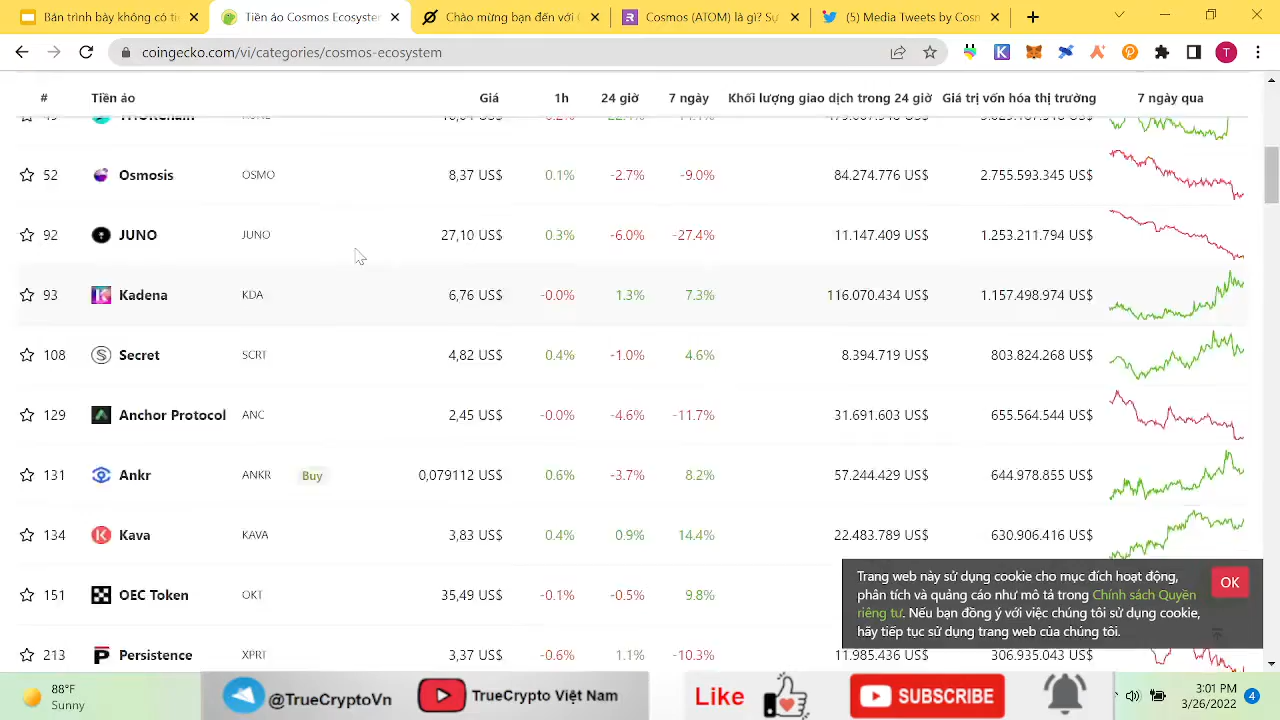 Bản trình bày không có ti
Tiền ảo Cosmos Ecosyster
Chào mừng bạn đến với (
Cosmos (ATOM) là gì? Sự
(5) Media Tweets by Cosn
coingecko.com/vi/categories/cosmos-ecosystem
K
T
# Tiền ảo Giá 1h 24 giờ 7 ngày Khối lượng giao dịch trong 24 giờ Giá trị vốn hóa thị trường 7 ngày qua
52 Osmosis OSMO 8,37 US$ 0.1% -2.7% -9.0% 84.274.776 US$ 2.755.593.345 US$
92 JUNO JUNO 27,10 US$ 0.3% -6.0% -27.4% 11.147.409 US$ 1.253.211.794 US$
93 Kadena KDA 6,76 US$ -0.0% 1.3% 7.3% 116.070.434 US$ 1.157.498.974 US$
108 Secret SCRT 4,82 US$ 0.4% -1.0% 4.6% 8.394.719 US$ 803.824.268 US$
129 Anchor Protocol ANC 2,45 US$ -0.0% -4.6% -11.7% 31.691.603 US$ 655.564.544 US$
131 Ankr ANKR Buy 0,079112 US$ 0.6% -3.7% 8.2% 57.244.429 US$ 644.978.855 US$
134 Kava KAVA 3,83 US$ 0.4% 0.9% 14.4% 22.483.789 US$ 630.906.416 US$
151 OEC Token OKT 35,49 US$ -0.1% -0.5% 9.8%
213 Persistence XPRT 3,37 US$ -0.6% 1.1% -10.3% 11.985.436 US$ 306.935.043 US$
Trang web này sử dụng cookie cho mục đích hoạt động,
phân tích và quảng cáo như mô tả trong Chính sách Quyền
riêng tư. Nếu bạn đồng ý với việc chúng tôi sử dụng cookie,
hãy tiếp tục sử dụng trang web của chúng tôi.
OK
88°F
Sunny
@TrueCryptoVn
TrueCrypto Việt Nam
Like
SUBSCRIBE
3:01 PM
3/26/2022
4